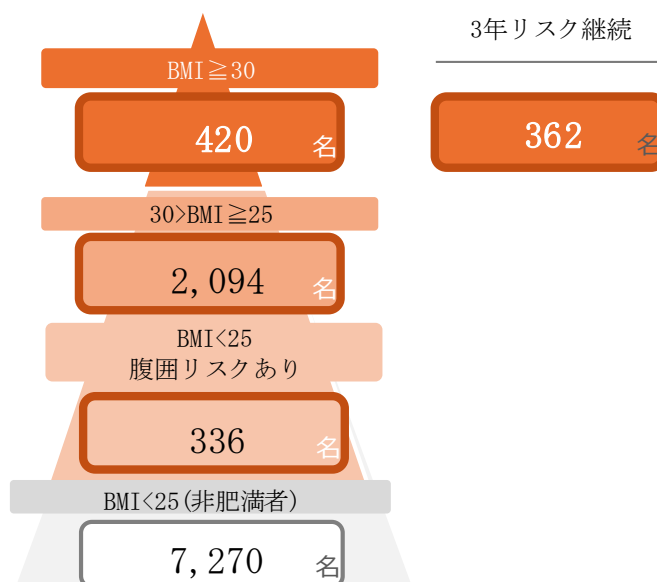 3年リスク継続
BMI≧30
420 名
362 名
30>BMI≧25
2,094 名
BMI<25
腹囲リスクあり
336 名
BMI<25(非肥満者)
7,270 名